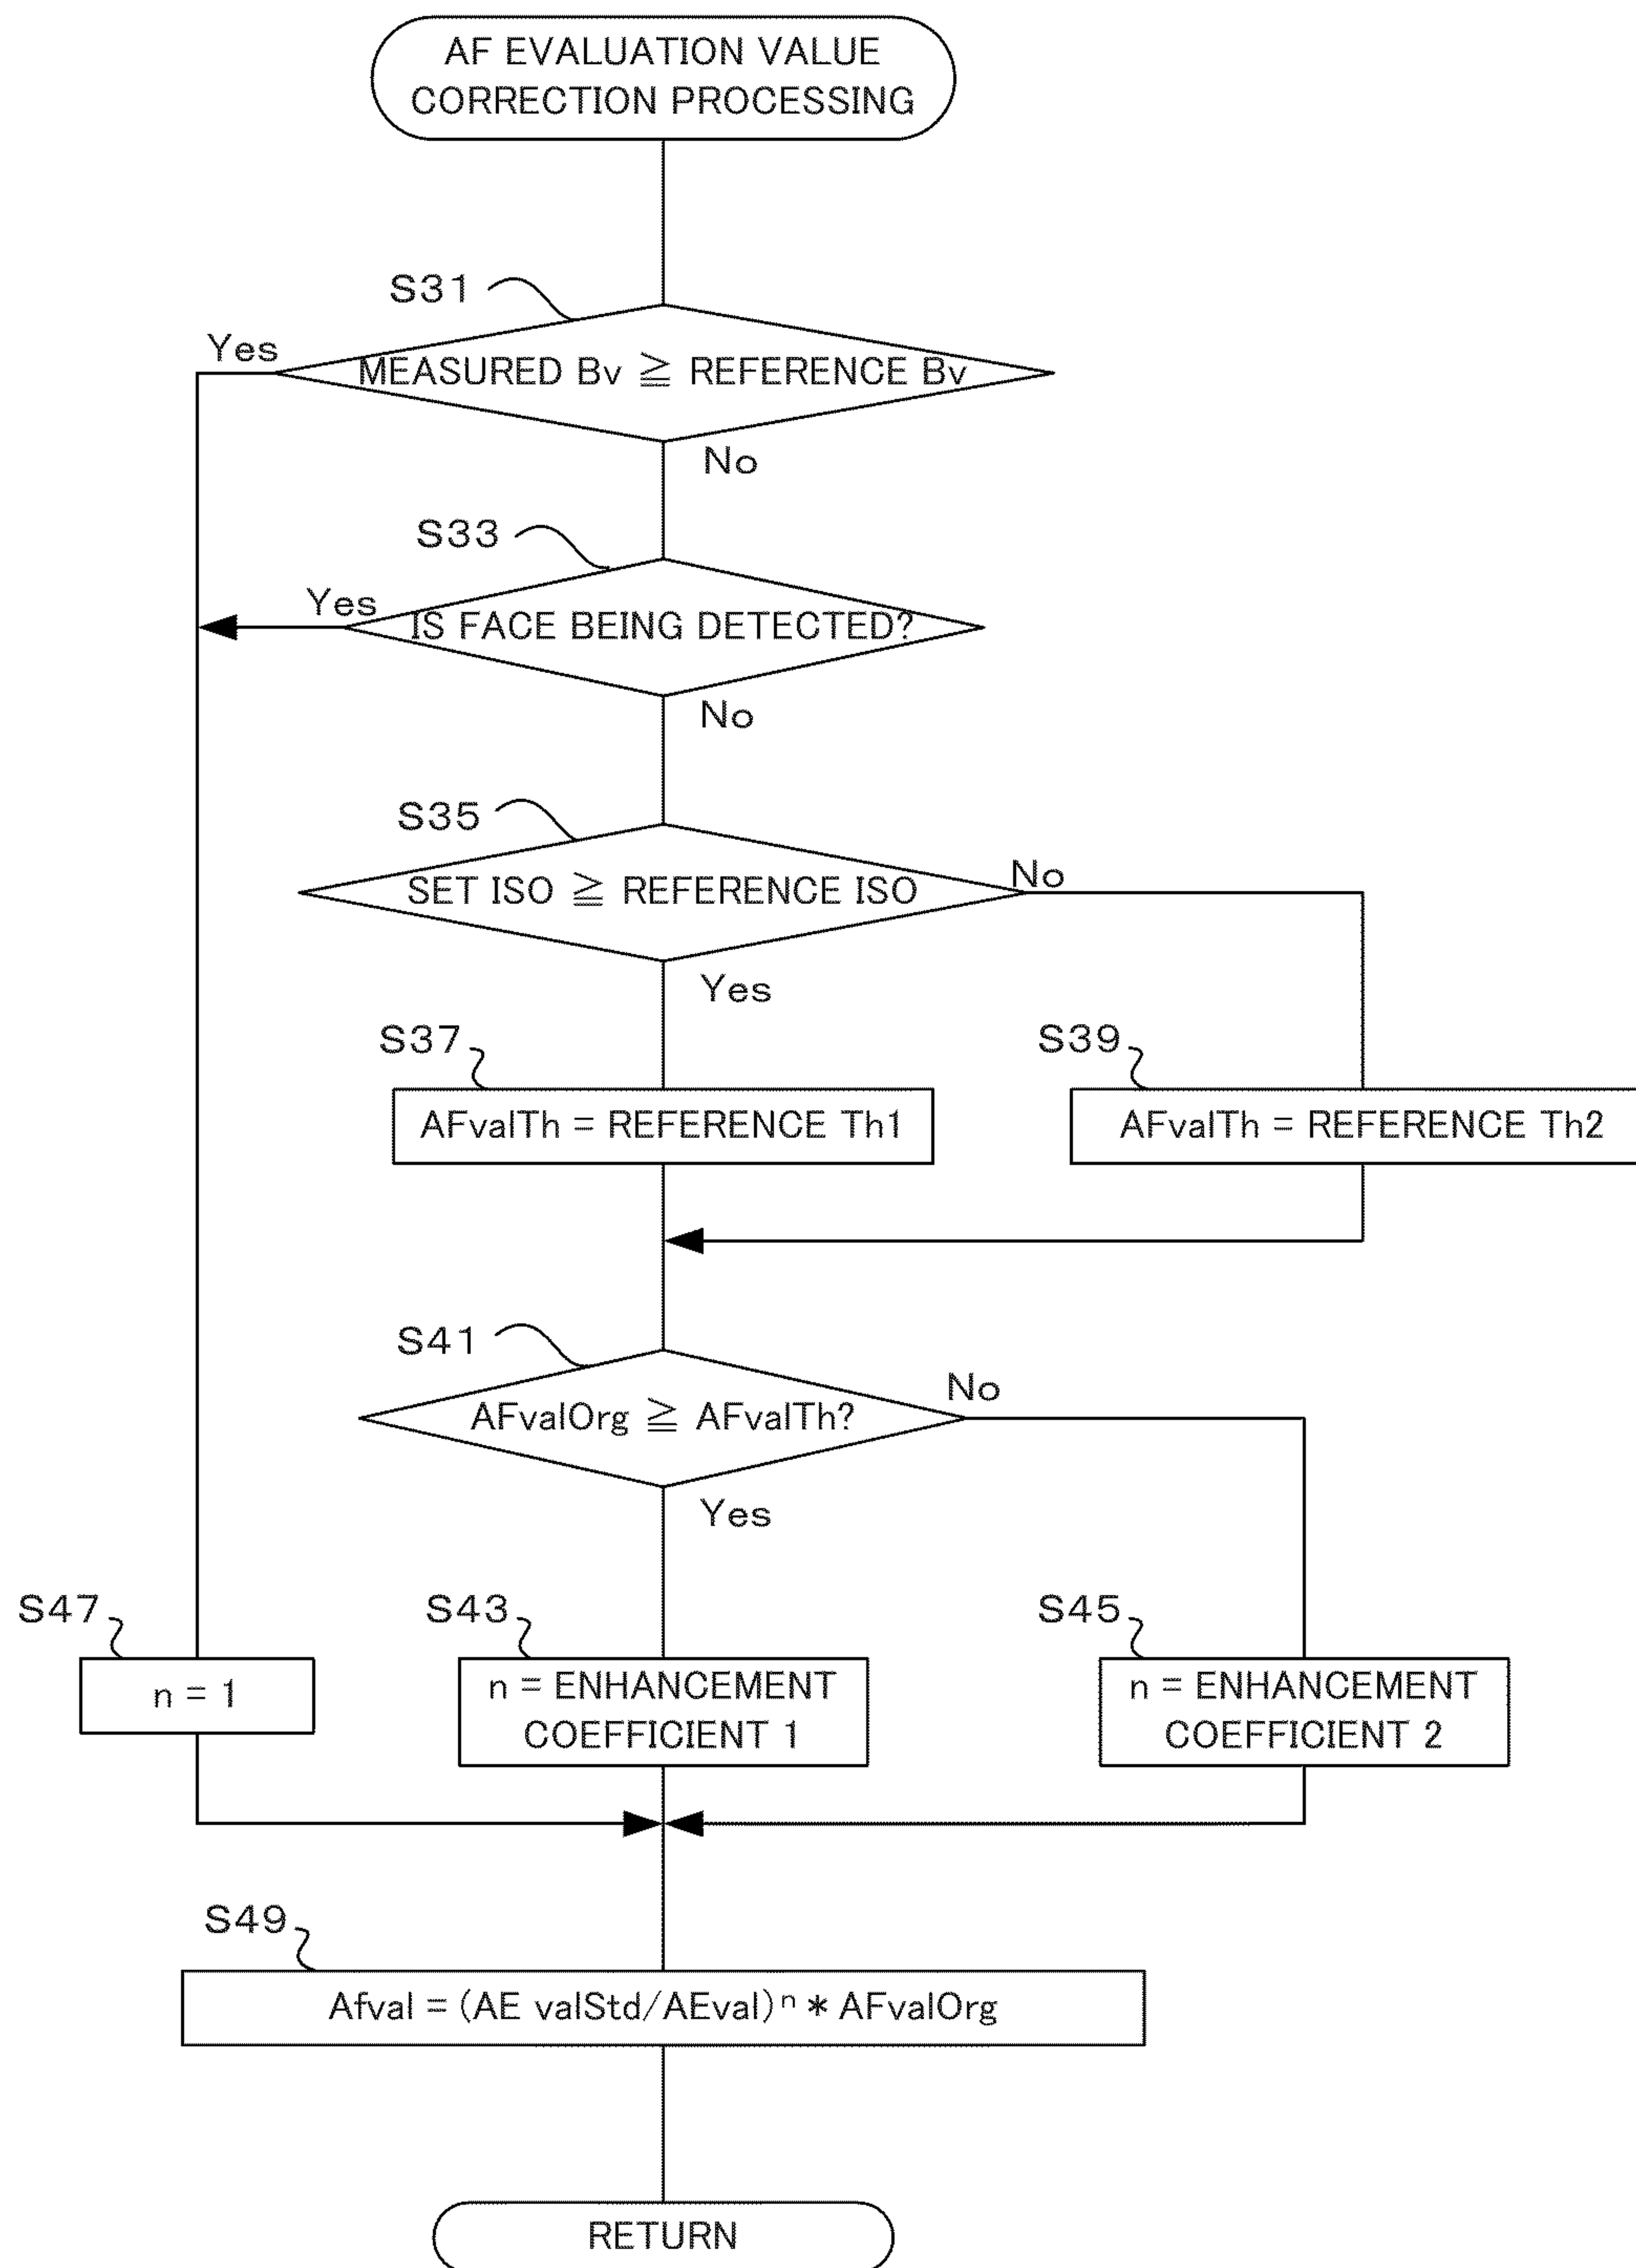 AF EVALUATION VALUE
CORRECTION PROCESSING
S31
Yes
MEASURED Bv ≧ REFERENCE Bv
No
S33
Yes
IS FACE BEING DETECTED?
No
S35
SET ISO ≧ REFERENCE ISO
No
Yes
S37
S39
AFvalTh = REFERENCE Th1
AFvalTh = REFERENCE Th2
S41
No
AFvalOrg ≧ AFvalTh?
Yes
S47
S43
S45
n = 1
n = ENHANCEMENT
COEFFICIENT 1
n = ENHANCEMENT
COEFFICIENT 2
S49
Afval = (AE valStd/AEval)ⁿ * AFvalOrg
RETURN